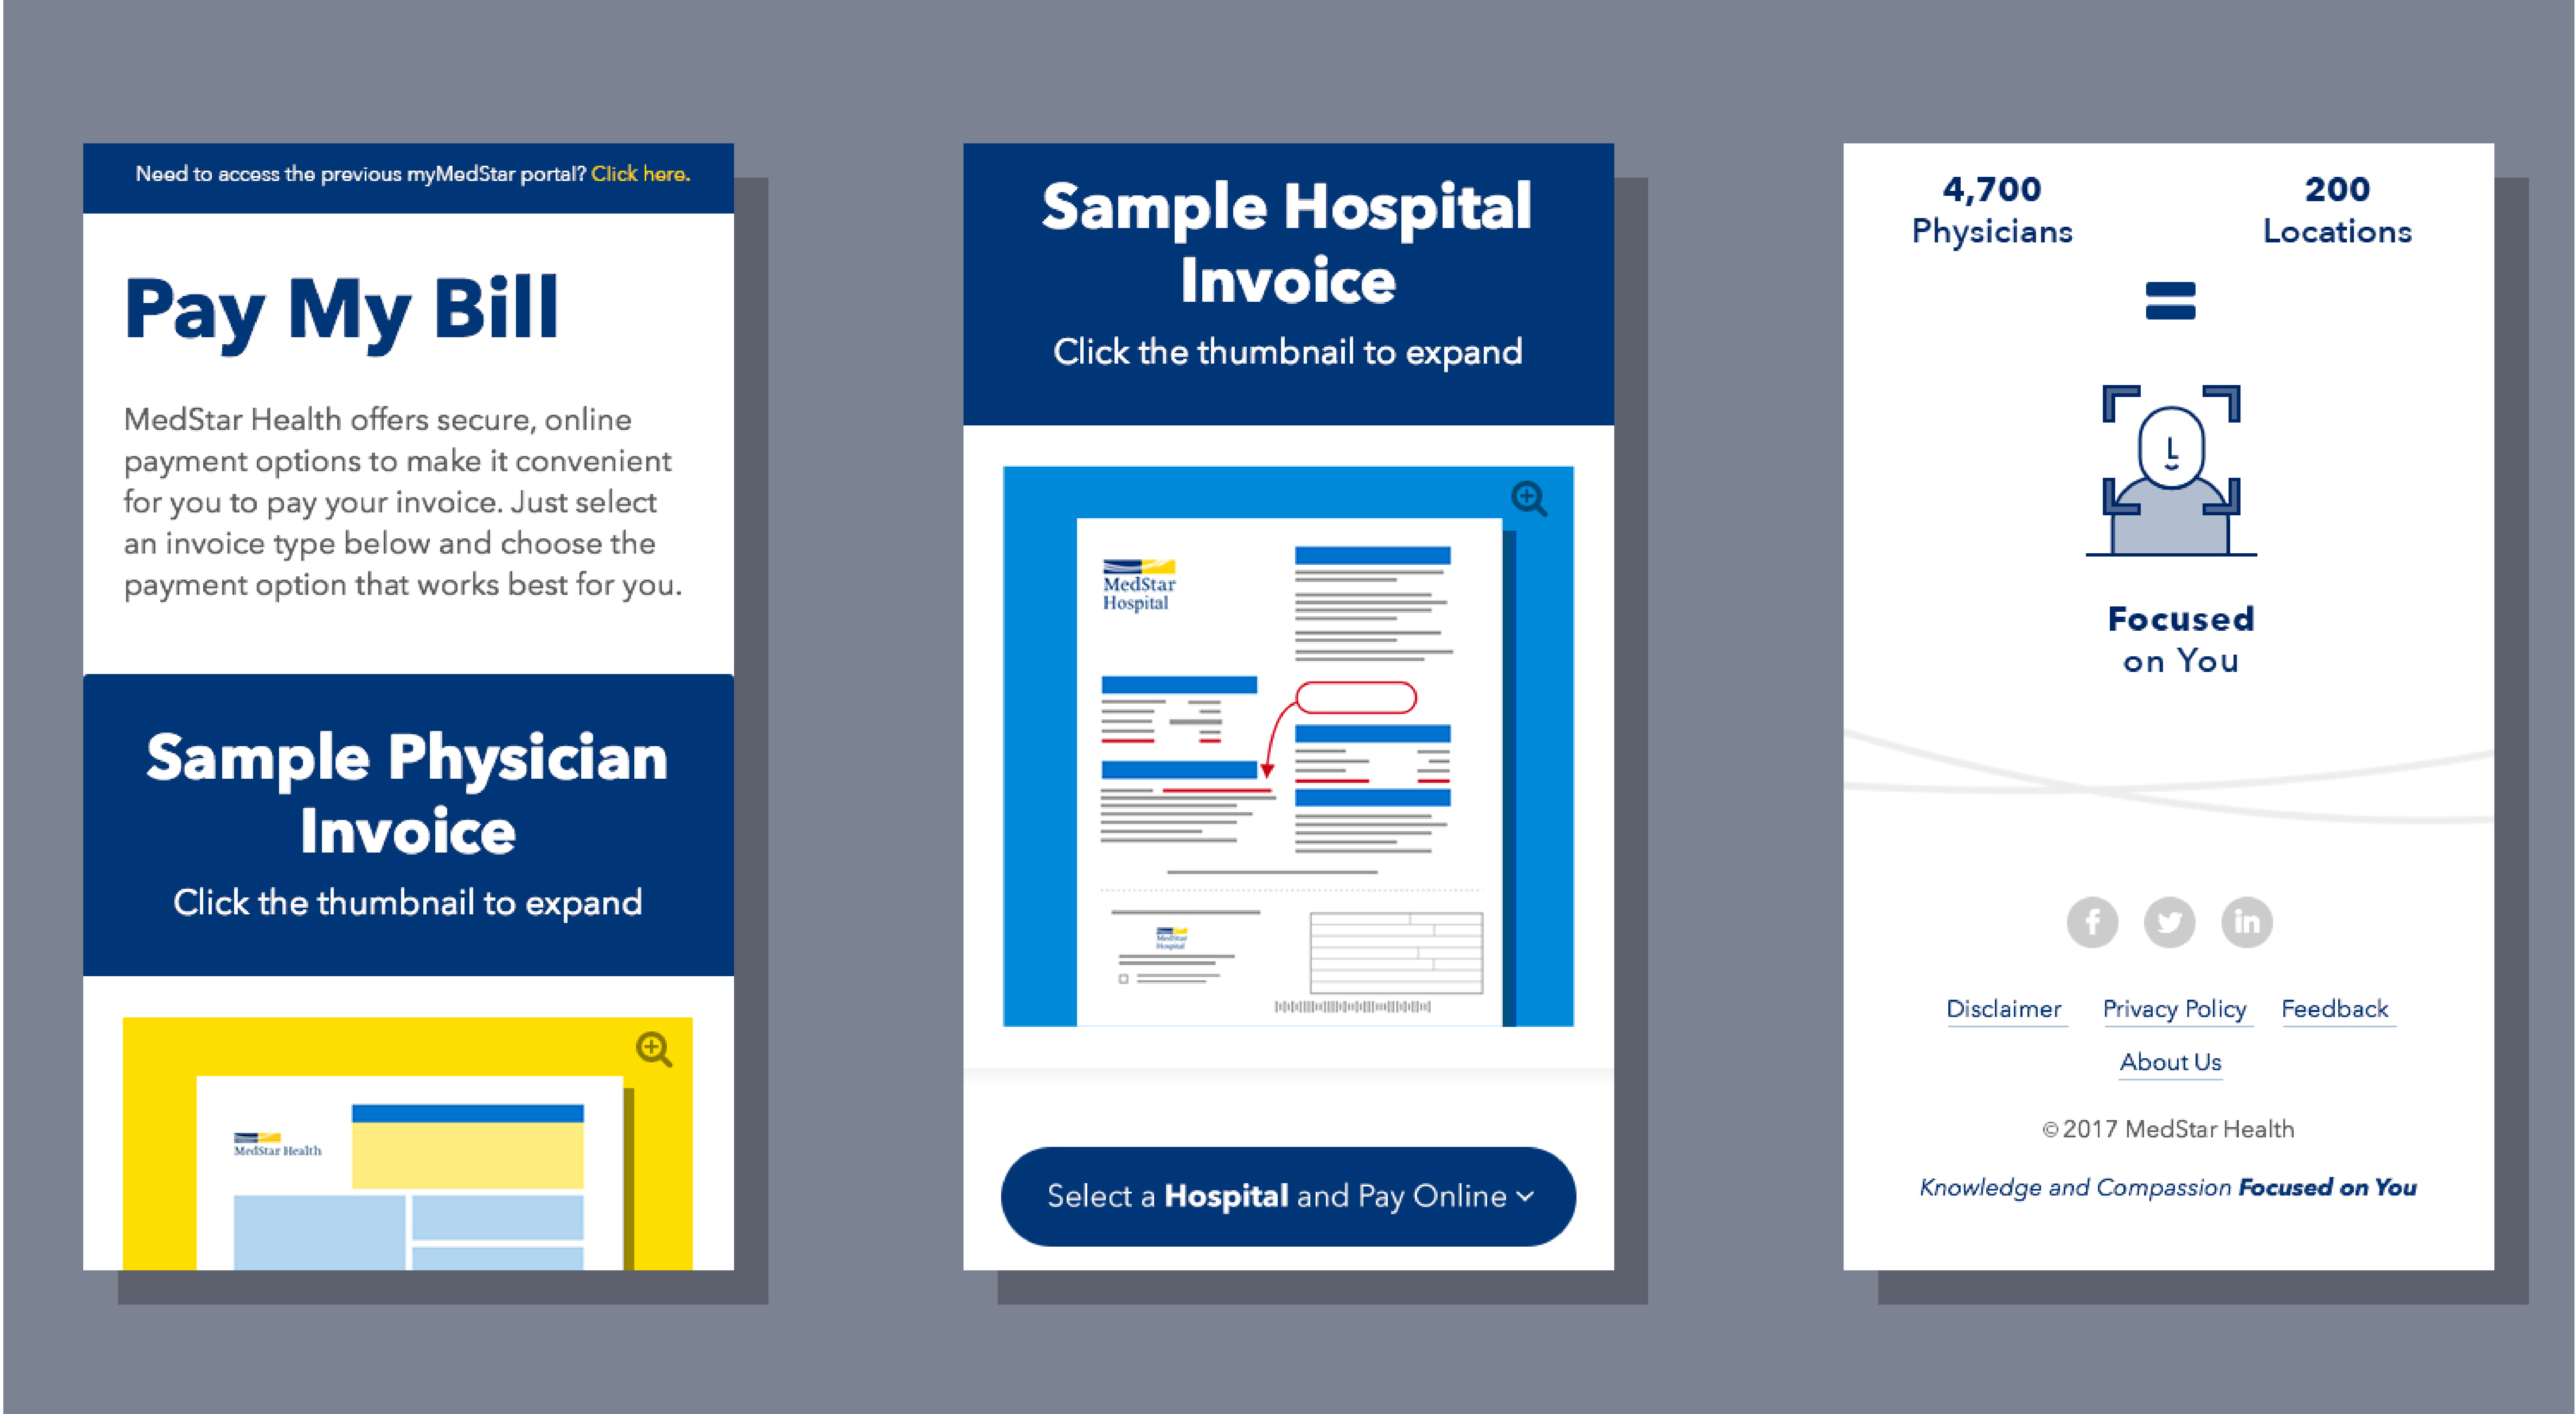 Need to access the previous myMedStar portal? Click here.
Pay My Bill
MedStar Health offers secure, online
payment options to make it convenient
for you to pay your invoice. Just select
an invoice type below and choose the
payment option that works best for you.
Sample Physician
Invoice
Click the thumbnail to expand
MedStar Health
Sample Hospital
Invoice
Click the thumbnail to expand
MedStar
Hospital
MedStar
Hospital
Select a Hospital and Pay Online
4,700
Physicians
200
Locations
Focused
on You
Disclaimer Privacy Policy Feedback
About Us
© 2017 MedStar Health
Knowledge and Compassion Focused on You